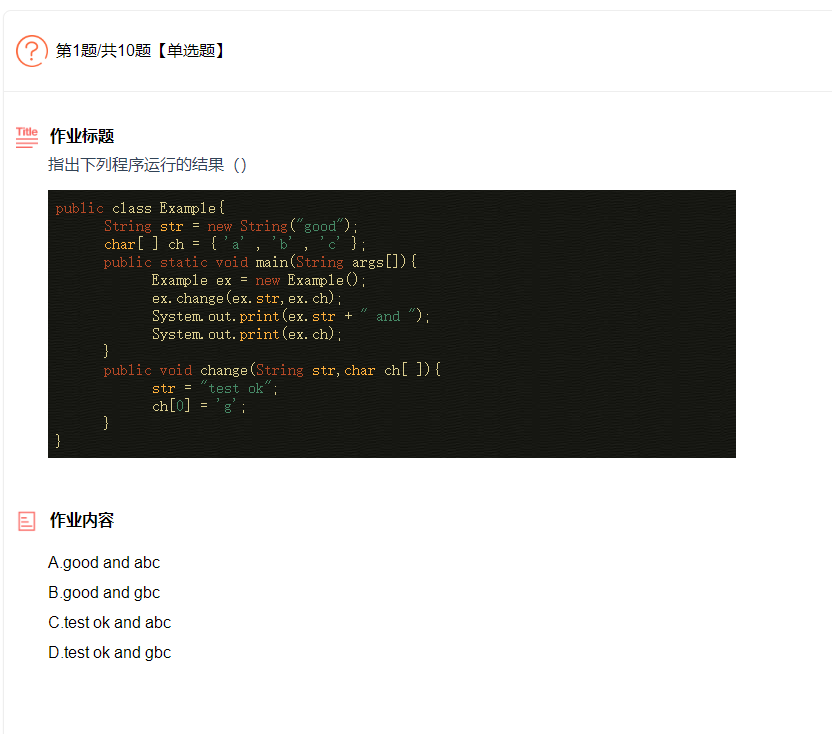 第1题/共10题【单选题】
Title 作业标题
指出下列程序运行的结果（）
public class Example{
String str = new String("good");
char[ ] ch = { 'a' , 'b' , 'c' };
public static void main(String args[]){
Example ex = new Example();
ex.change(ex.str,ex.ch);
System.out.print(ex.str + " and ");
System.out.print(ex.ch);
}
public void change(String str,char ch[ ]){
str = "test ok";
ch[0] = 'g';
}
}
作业内容
A.good and abc
B.good and gbc
C.test ok and abc
D.test ok and gbc